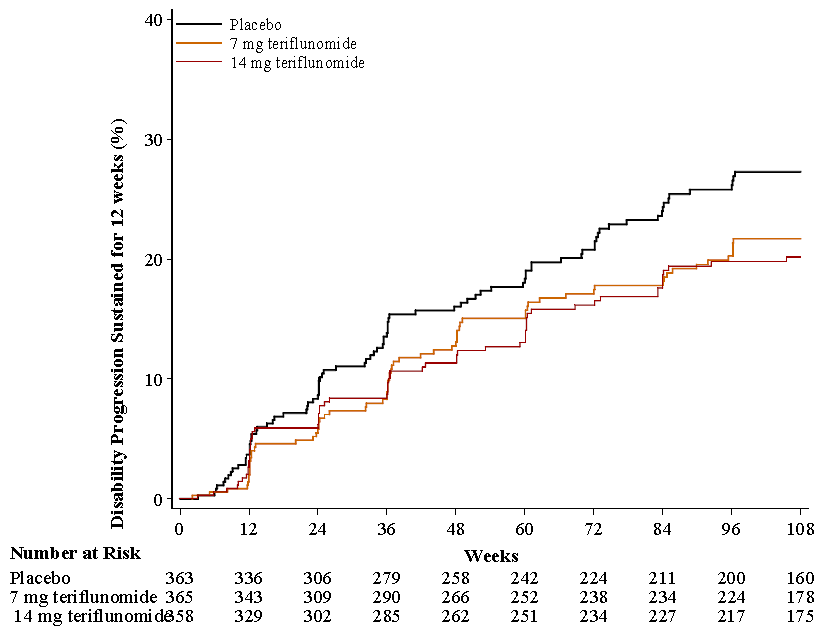 40
30
20
10
0
Disability Progression Sustained for 12 weeks (%)
Placebo
7 mg teriflunomide
14 mg teriflunomide
0 12 24 36 48 60 72 84 96 108
Weeks
Number at Risk
Placebo 363 336 306 279 258 242 224 211 200 160
7 mg teriflunomide 365 343 309 290 266 252 238 234 224 178
14 mg teriflunomide 358 329 302 285 262 251 234 227 217 175